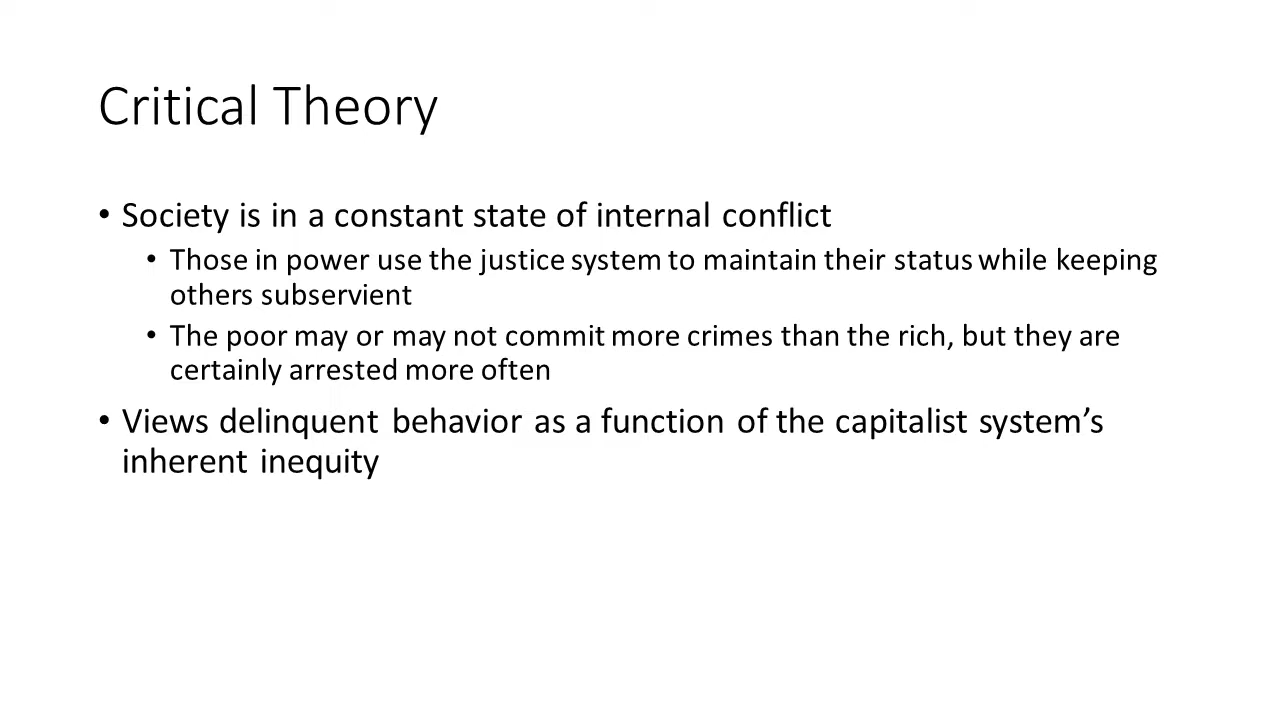 Critical Theory
• Society is in a constant state of internal conflict
• Those in power use the justice system to maintain their status while keeping
others subservient
• The poor may or may not commit more crimes than the rich, but they are
certainly arrested more often
• Views delinquent behavior as a function of the capitalist system’s
inherent inequity